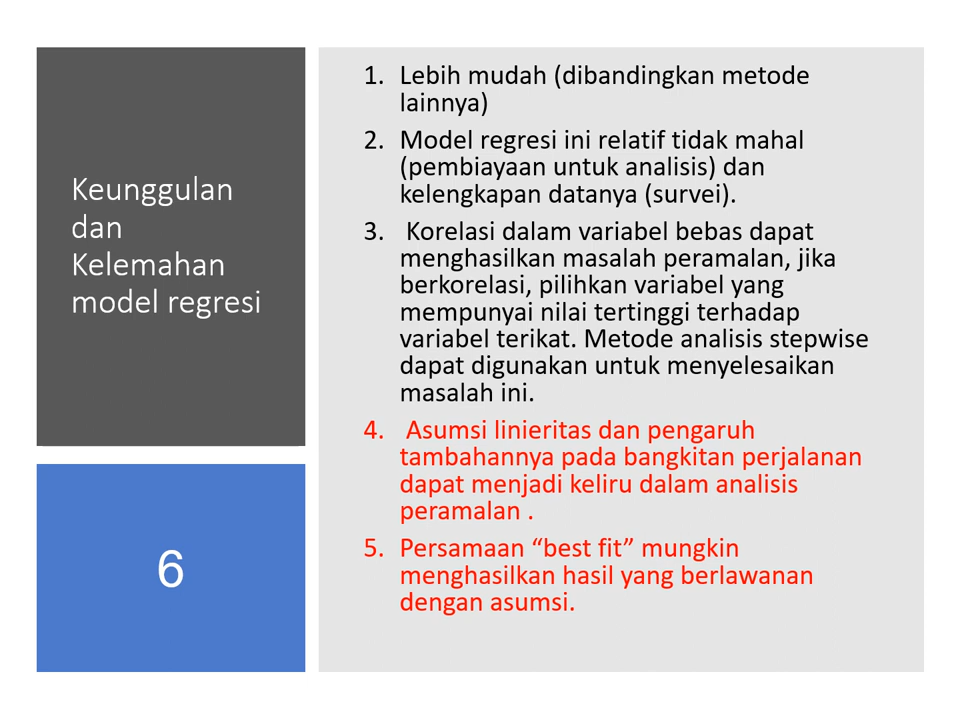 Keunggulan
dan
Kelemahan
model regresi
6
1. Lebih mudah (dibandingkan metode
lainnya)
2. Model regresi ini relatif tidak mahal
(pembiayaan untuk analisis) dan
kelengkapan datanya (survei).
3. Korelasi dalam variabel bebas dapat
menghasilkan masalah peramalan, jika
berkorelasi, pilihkan variabel yang
mempunyai nilai tertinggi terhadap
variabel terikat. Metode analisis stepwise
dapat digunakan untuk menyelesaikan
masalah ini.
4. Asumsi linieritas dan pengaruh
tambahannya pada bangkitan perjalanan
dapat menjadi keliru dalam analisis
peramalan .
5. Persamaan “best fit” mungkin
menghasilkan hasil yang berlawanan
dengan asumsi.